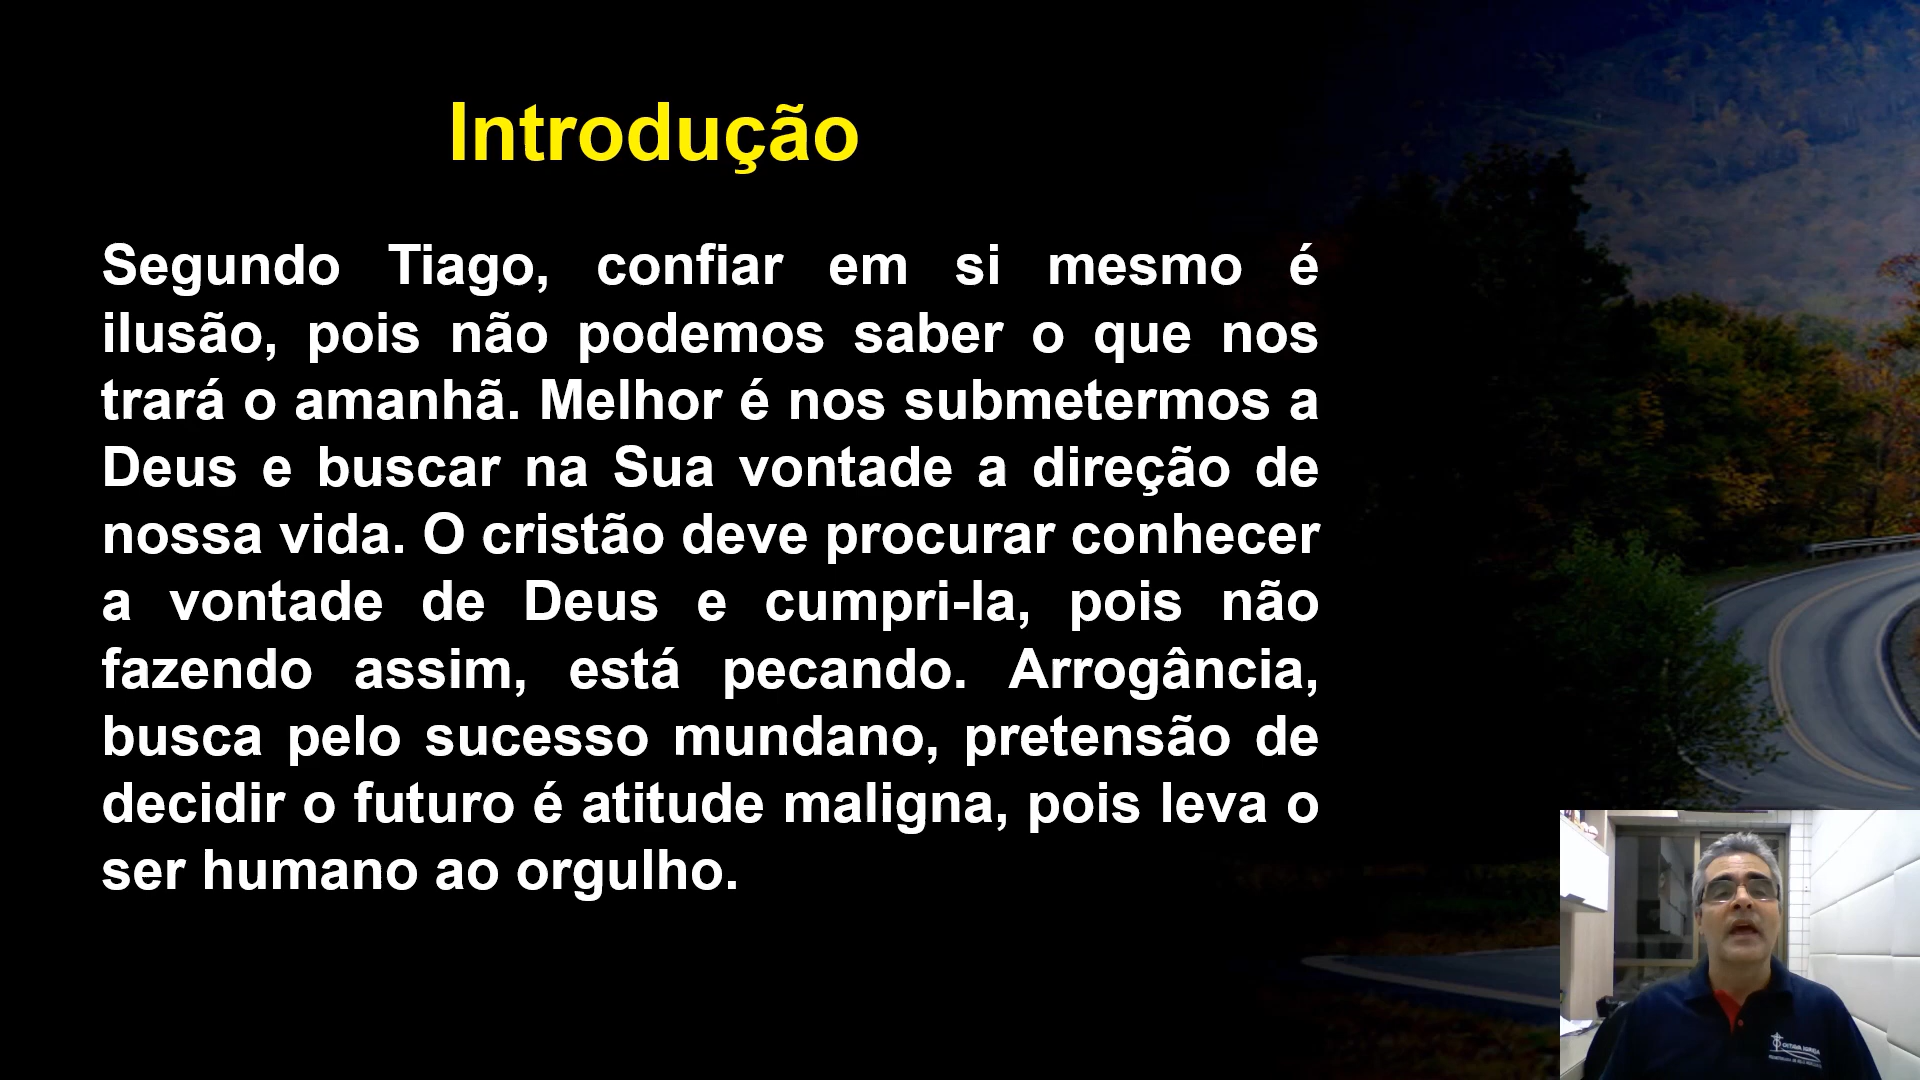 Introdução
Segundo Tiago, confiar em si mesmo é
ilusão, pois não podemos saber o que nos
trará o amanhã. Melhor é nos submetermos a
Deus e buscar na Sua vontade a direção de
nossa vida. O cristão deve procurar conhecer
a vontade de Deus e cumpri-la, pois não
fazendo assim, está pecando. Arrogância,
busca pelo sucesso mundano, pretensão de
decidir o futuro é atitude maligna, pois leva o
ser humano ao orgulho.
OITAVA IGREJA